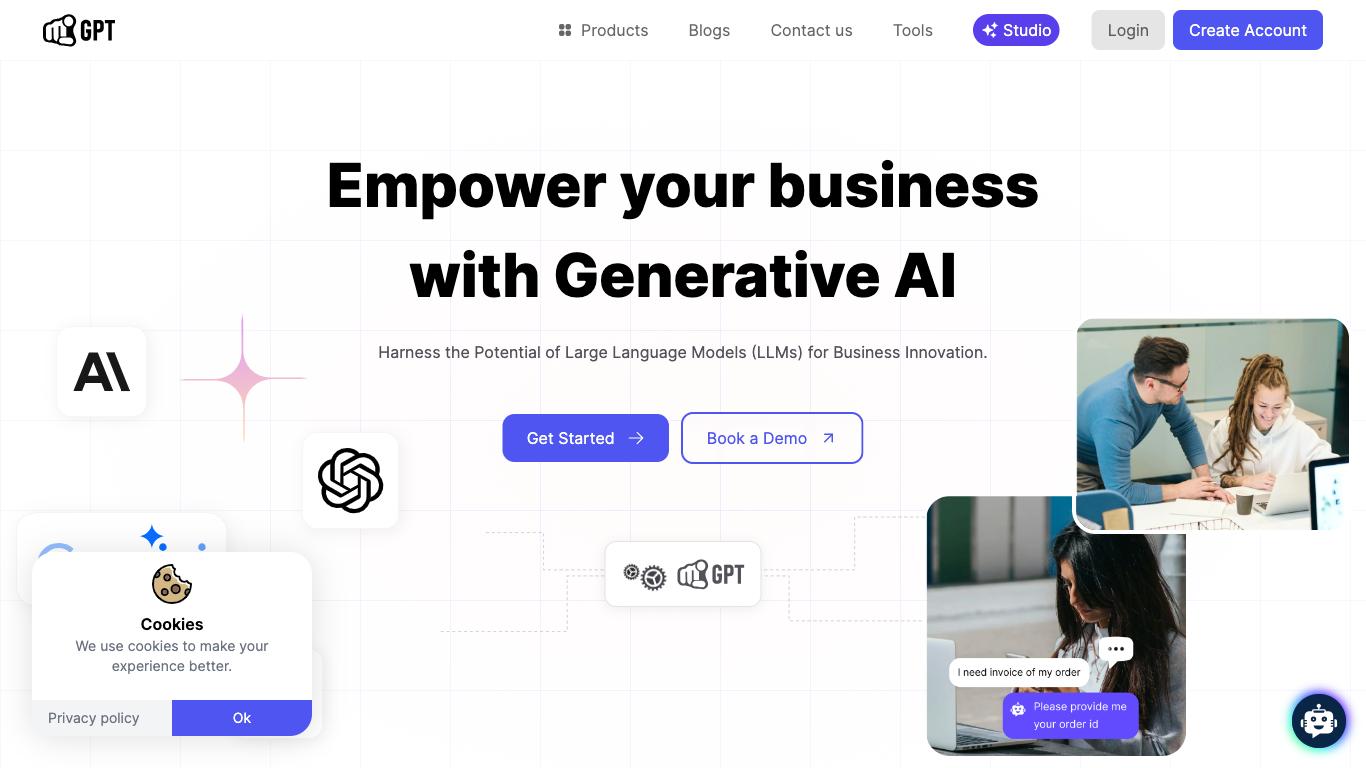 GPT
Products
Blogs
Contact us
Tools
Studio
Login
Create Account
Empower your business
with Generative AI
Harness the Potential of Large Language Models (LLMs) for Business Innovation.
Get Started
Book a Demo
GPT
I need invoice of my order
Please provide me
your order id
Cookies
We use cookies to make your
experience better.
Privacy policy
Ok